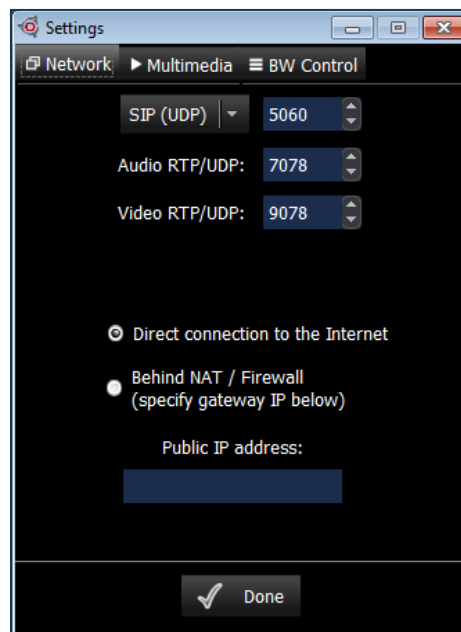 Settings
Network Multimedia BW Control
SIP (UDP) 5060
Audio RTP/UDP: 7078
Video RTP/UDP: 9078
Direct connection to the Internet
Behind NAT / Firewall
(specify gateway IP below)
Public IP address:
Done